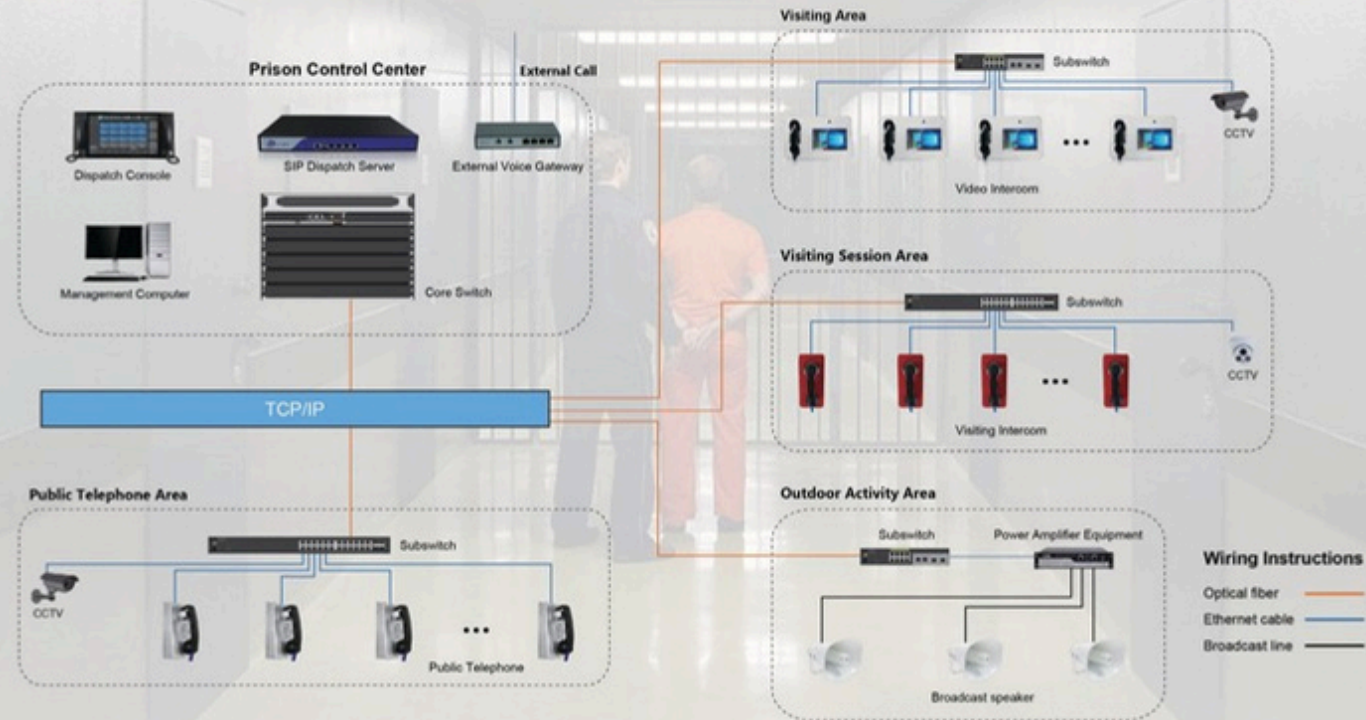 Prison Control Center
External Call
Dispatch Console
SIP Dispatch Server
External Voice Gateway
Management Computer
Core Switch
TCP/IP
Public Telephone Area
Subswitch
CCTV
Public Telephone
Visiting Area
Subswitch
CCTV
Video Intercom
Visiting Session Area
Subswitch
CCTV
Visiting Intercom
Outdoor Activity Area
Subswitch
Power Amplifier Equipment
Broadcast speaker
Wiring Instructions
Optical fiber
Ethernet cable
Broadcast line